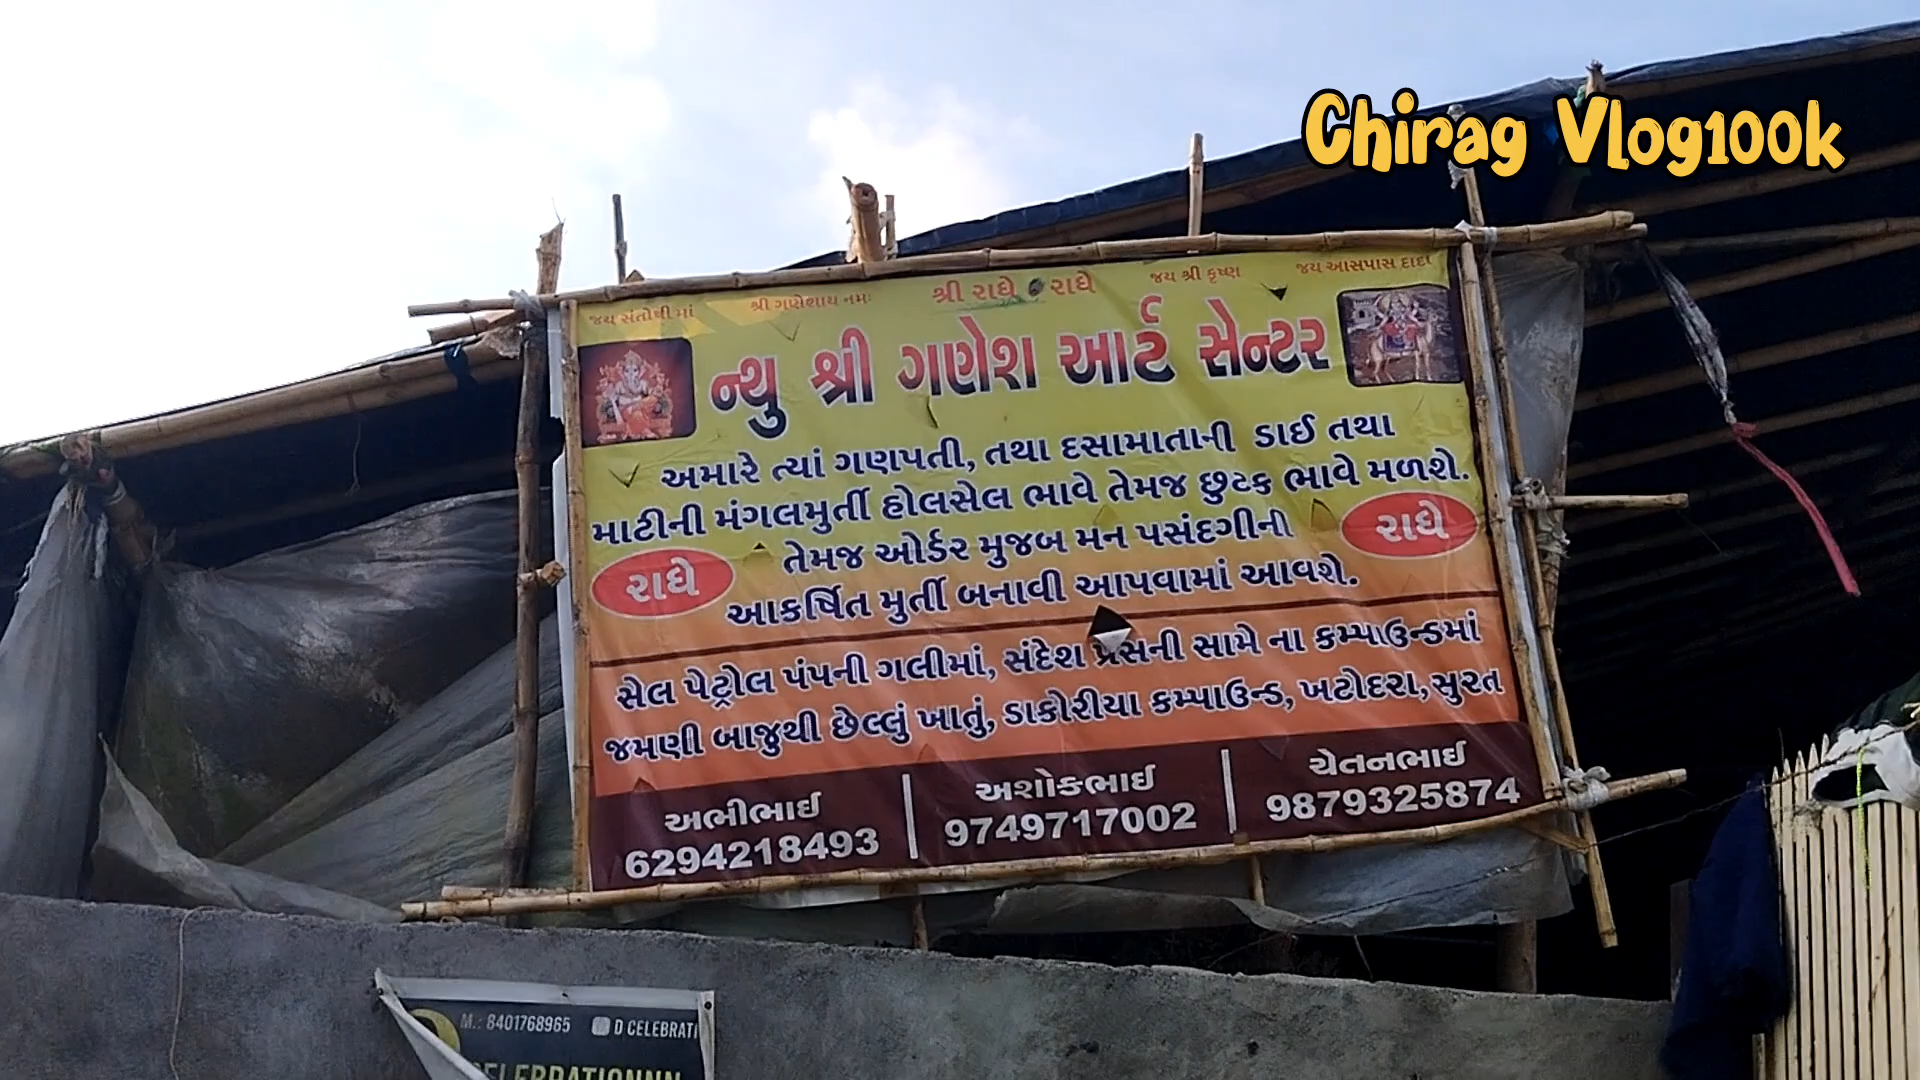 Chirag Vlog100k
જય સંતોષી માં શ્રી ગણેશાય નમઃ શ્રી રાધે રાધે જય શ્રી કૃષ્ણ જય આસપાસ દાદા
ન્યુ શ્રી ગણેશ આર્ટ સેન્ટર
અમારે ત્યાં ગણપતી, તથા દસામાતાની ડાઈ તથા
માટીની મંગલમુર્તી હોલસેલ ભાવે તેમજ છુટક ભાવે મળશે.
તેમજ ઓર્ડર મુજબ મન પસંદગીની
આકર્ષિત મુર્તી બનાવી આપવામાં આવશે.
રાધે રાધે
સેલ પેટ્રોલ પંપની ગલીમાં, સંદેશ પ્રેસની સામે ના કમ્પાઉન્ડમાં
જમણી બાજુથી છેલ્લું ખાતું, ડાકોરીયા કમ્પાઉન્ડ, ખટોદરા, સુરત
અભીભાઈ અશોકભાઈ ચેતનભાઈ
6294218493 9749717002 9879325874
M.: 8401768965 D CELEBRATI
CELEBRATIONNN